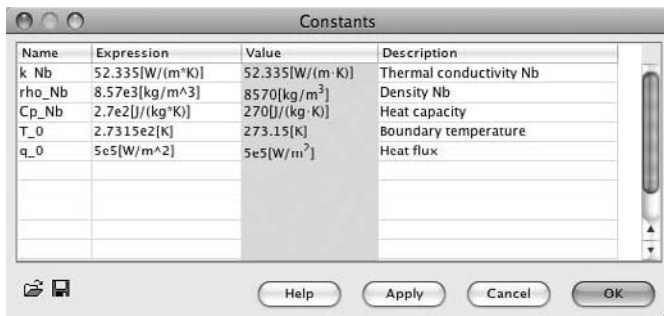 Constants
Name Expression Value Description
k_Nb 52.335[W/(m*K)] 52.335[W/(m·K)] Thermal conductivity Nb
rho_Nb 8.57e3[kg/m^3] 8570[kg/m³] Density Nb
Cp_Nb 2.7e2[J/(kg*K)] 270[J/(kg·K)] Heat capacity
T_0 2.7315e2[K] 273.15[K] Boundary temperature
q_0 5e5[W/m^2] 5e5[W/m²] Heat flux
Help Apply Cancel OK